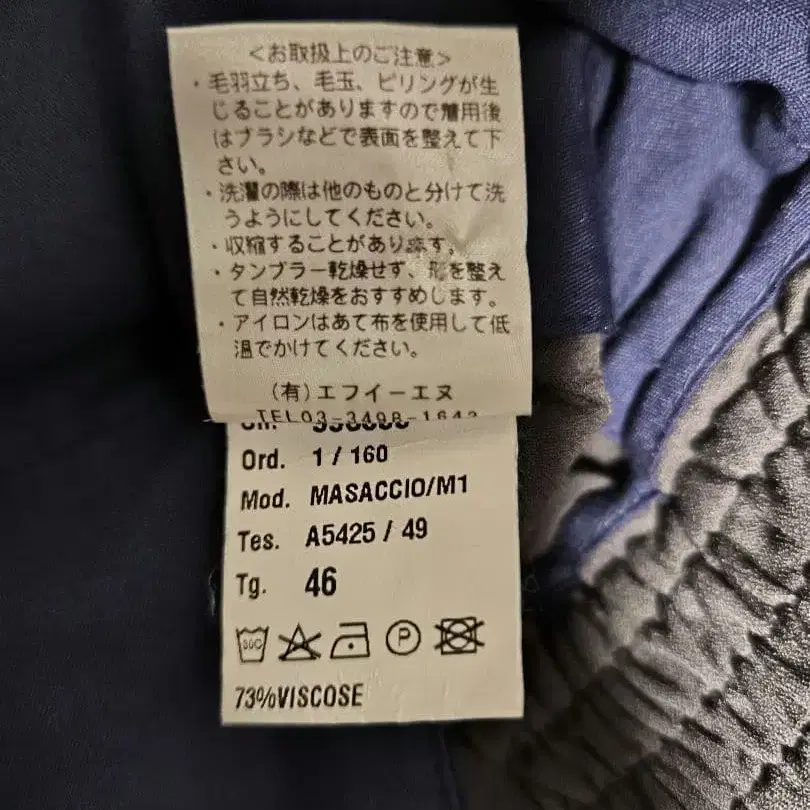 ＜お取扱上のご注意＞
・毛羽立ち、毛玉、ピリングが生
じることがありますので着用後
はブラシなどで表面を整えて下
さい。
・洗濯の際は他のものと分けて洗
うようにしてください。
・収縮することがあります。
・タンブラー乾燥せず、形を整え
て自然乾燥をおすすめします。
・アイロンはあて布を使用して低
温でかけてください。
(有)エフイーエヌ
TEL03-3498-1642
Ord. 1 / 160
Mod. MASACCIO/M1
Tes. A5425 / 49
Tg. 46
30C P
73%VISCOSE